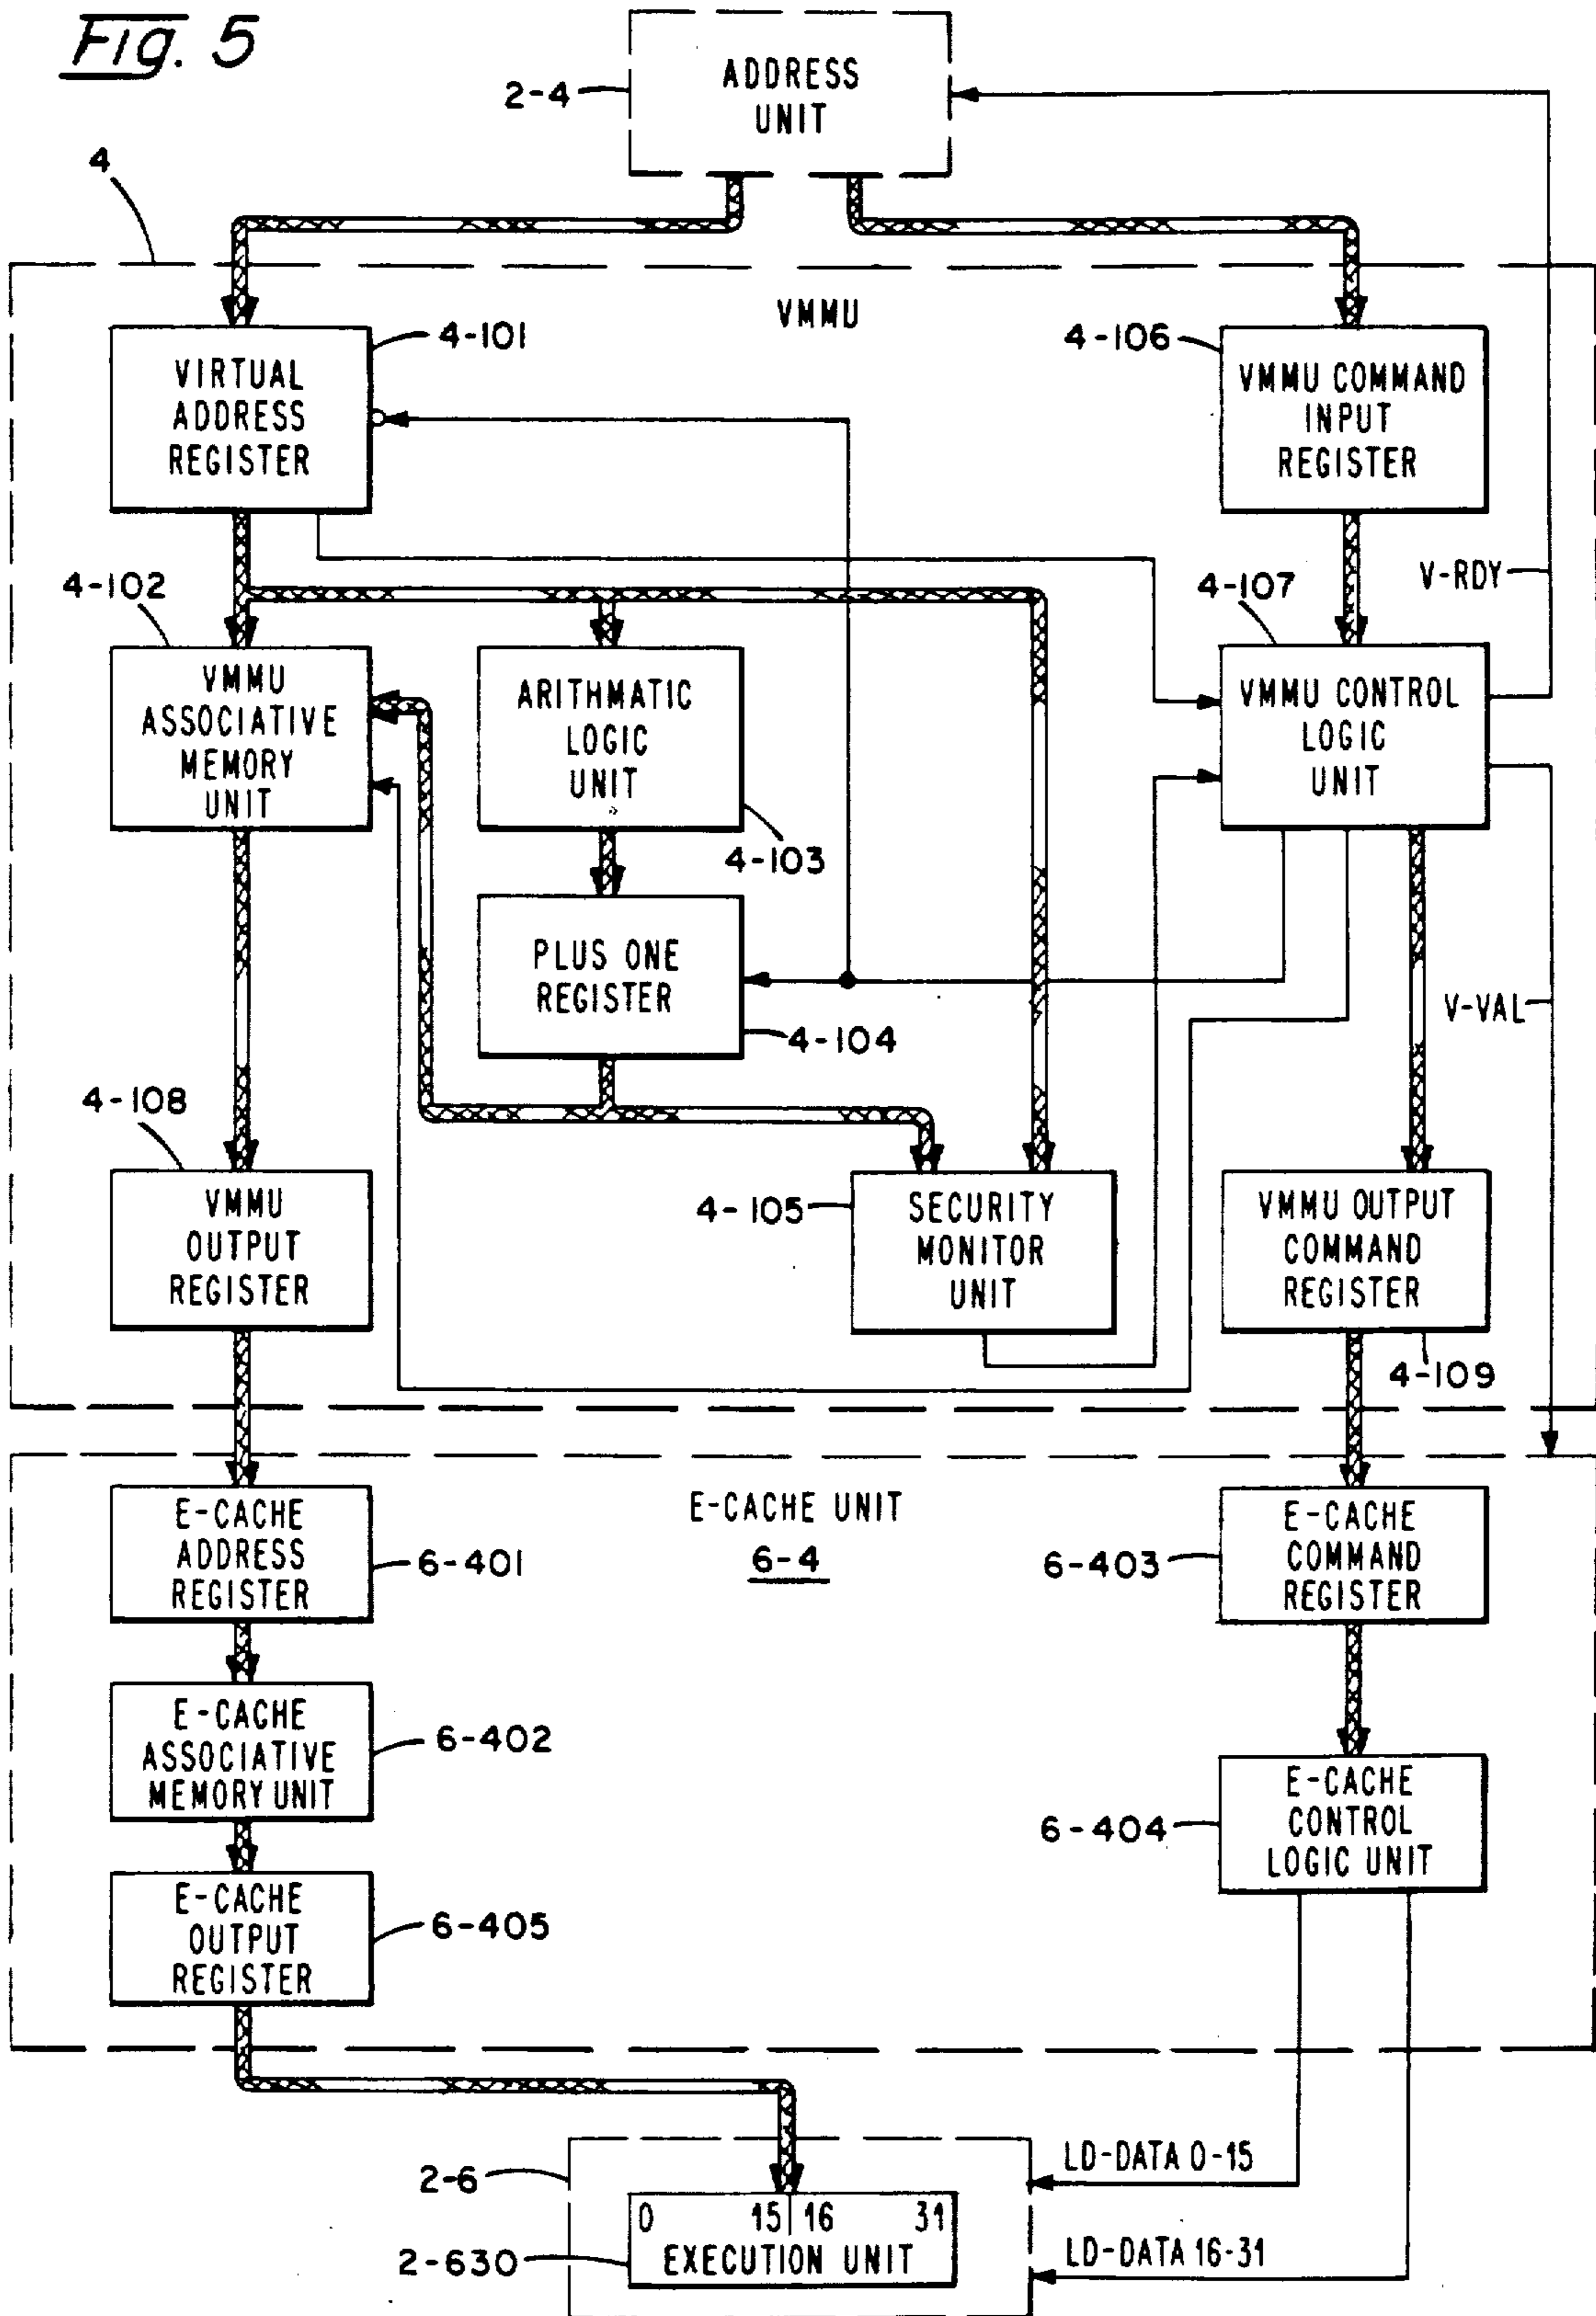 Fig. 5
ADDRESS
UNIT
2-4
4
VMMU
VIRTUAL
ADDRESS
REGISTER
4-101
4-106
VMMU COMMAND
INPUT
REGISTER
V-RDY
4-102
VMMU
ASSOCIATIVE
MEMORY
UNIT
ARITHMATIC
LOGIC
UNIT
4-103
4-107
VMMU CONTROL
LOGIC
UNIT
PLUS ONE
REGISTER
4-104
V-VAL
4-108
VMMU
OUTPUT
REGISTER
4-105
SECURITY
MONITOR
UNIT
VMMU OUTPUT
COMMAND
REGISTER
4-109
E-CACHE UNIT
6-4
E-CACHE
ADDRESS
REGISTER
6-401
6-403
E-CACHE
COMMAND
REGISTER
E-CACHE
ASSOCIATIVE
MEMORY UNIT
6-402
6-404
E-CACHE
CONTROL
LOGIC UNIT
E-CACHE
OUTPUT
REGISTER
6-405
2-6
LD-DATA 0-15
0 15 16 31
EXECUTION UNIT
2-630
LD-DATA 16-31